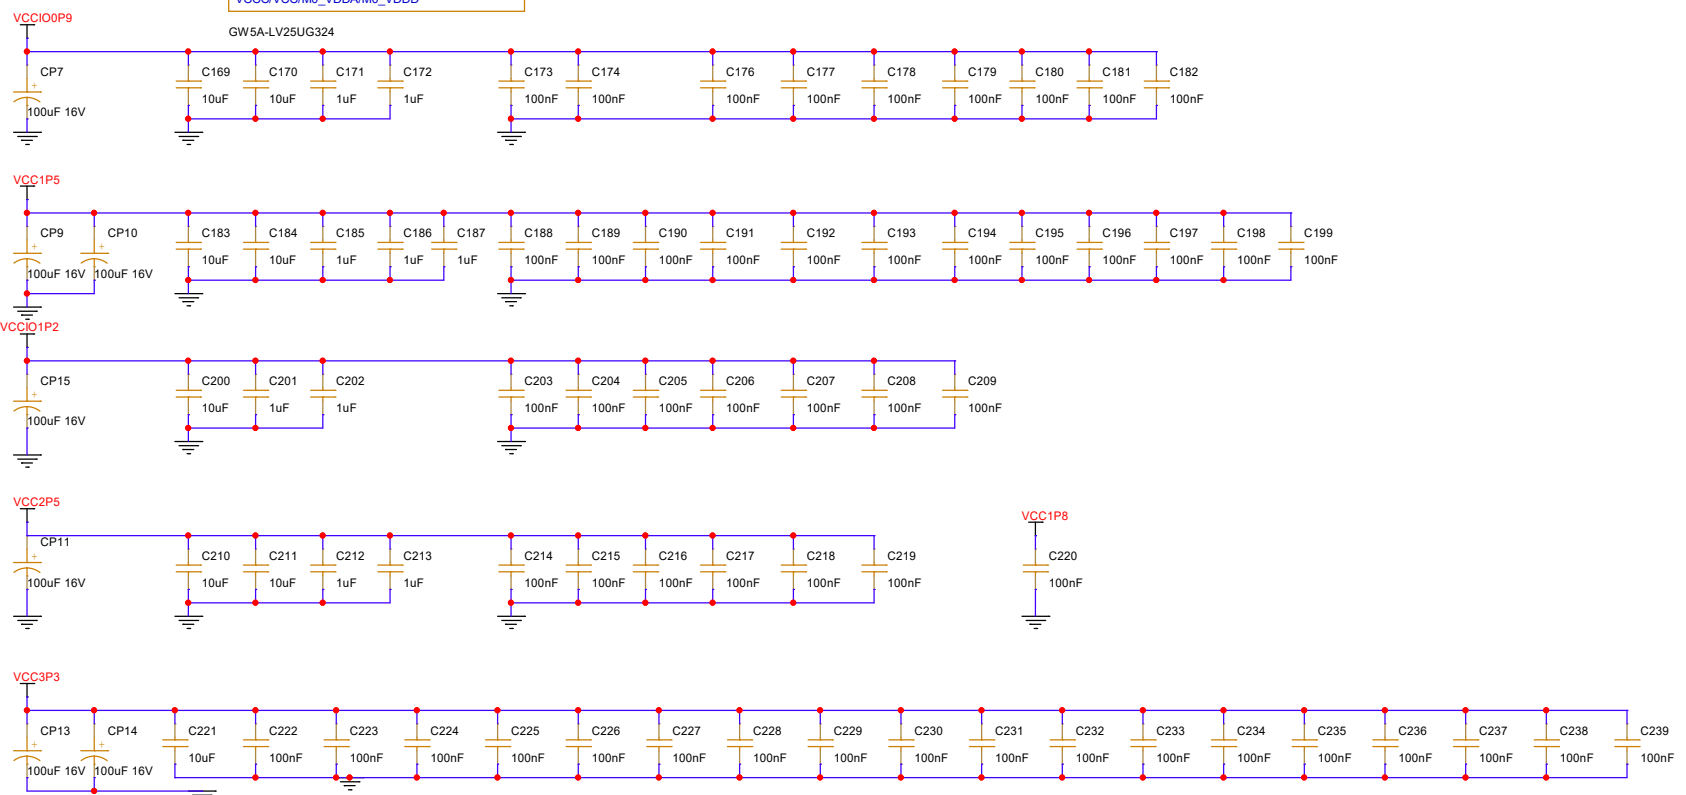 VCCC/VCC/M0_VDDA/M0_VDDD
VCCIO0P9
GW5A-LV25UG324
CP7 C169 C170 C171 C172 C173 C174 C176 C177 C178 C179 C180 C181 C182
100uF 16V 10uF 10uF 1uF 1uF 100nF 100nF 100nF 100nF 100nF 100nF 100nF 100nF 100nF
VCC1P5
CP9 CP10 C183 C184 C185 C186 C187 C188 C189 C190 C191 C192 C193 C194 C195 C196 C197 C198 C199
100uF 16V 100uF 16V 10uF 10uF 1uF 1uF 1uF 100nF 100nF 100nF 100nF 100nF 100nF 100nF 100nF 100nF 100nF 100nF 100nF
VCCIO1P2
CP15 C200 C201 C202 C203 C204 C205 C206 C207 C208 C209
100uF 16V 10uF 1uF 1uF 100nF 100nF 100nF 100nF 100nF 100nF 100nF
VCC2P5
VCC1P8
CP11 C210 C211 C212 C213 C214 C215 C216 C217 C218 C219 C220
100uF 16V 10uF 10uF 1uF 1uF 100nF 100nF 100nF 100nF 100nF 100nF 100nF
VCC3P3
CP13 CP14 C221 C222 C223 C224 C225 C226 C227 C228 C229 C230 C231 C232 C233 C234 C235 C236 C237 C238 C239
100uF 16V 100uF 16V 10uF 100nF 100nF 100nF 100nF 100nF 100nF 100nF 100nF 100nF 100nF 100nF 100nF 100nF 100nF 100nF 100nF 100nF 100nF